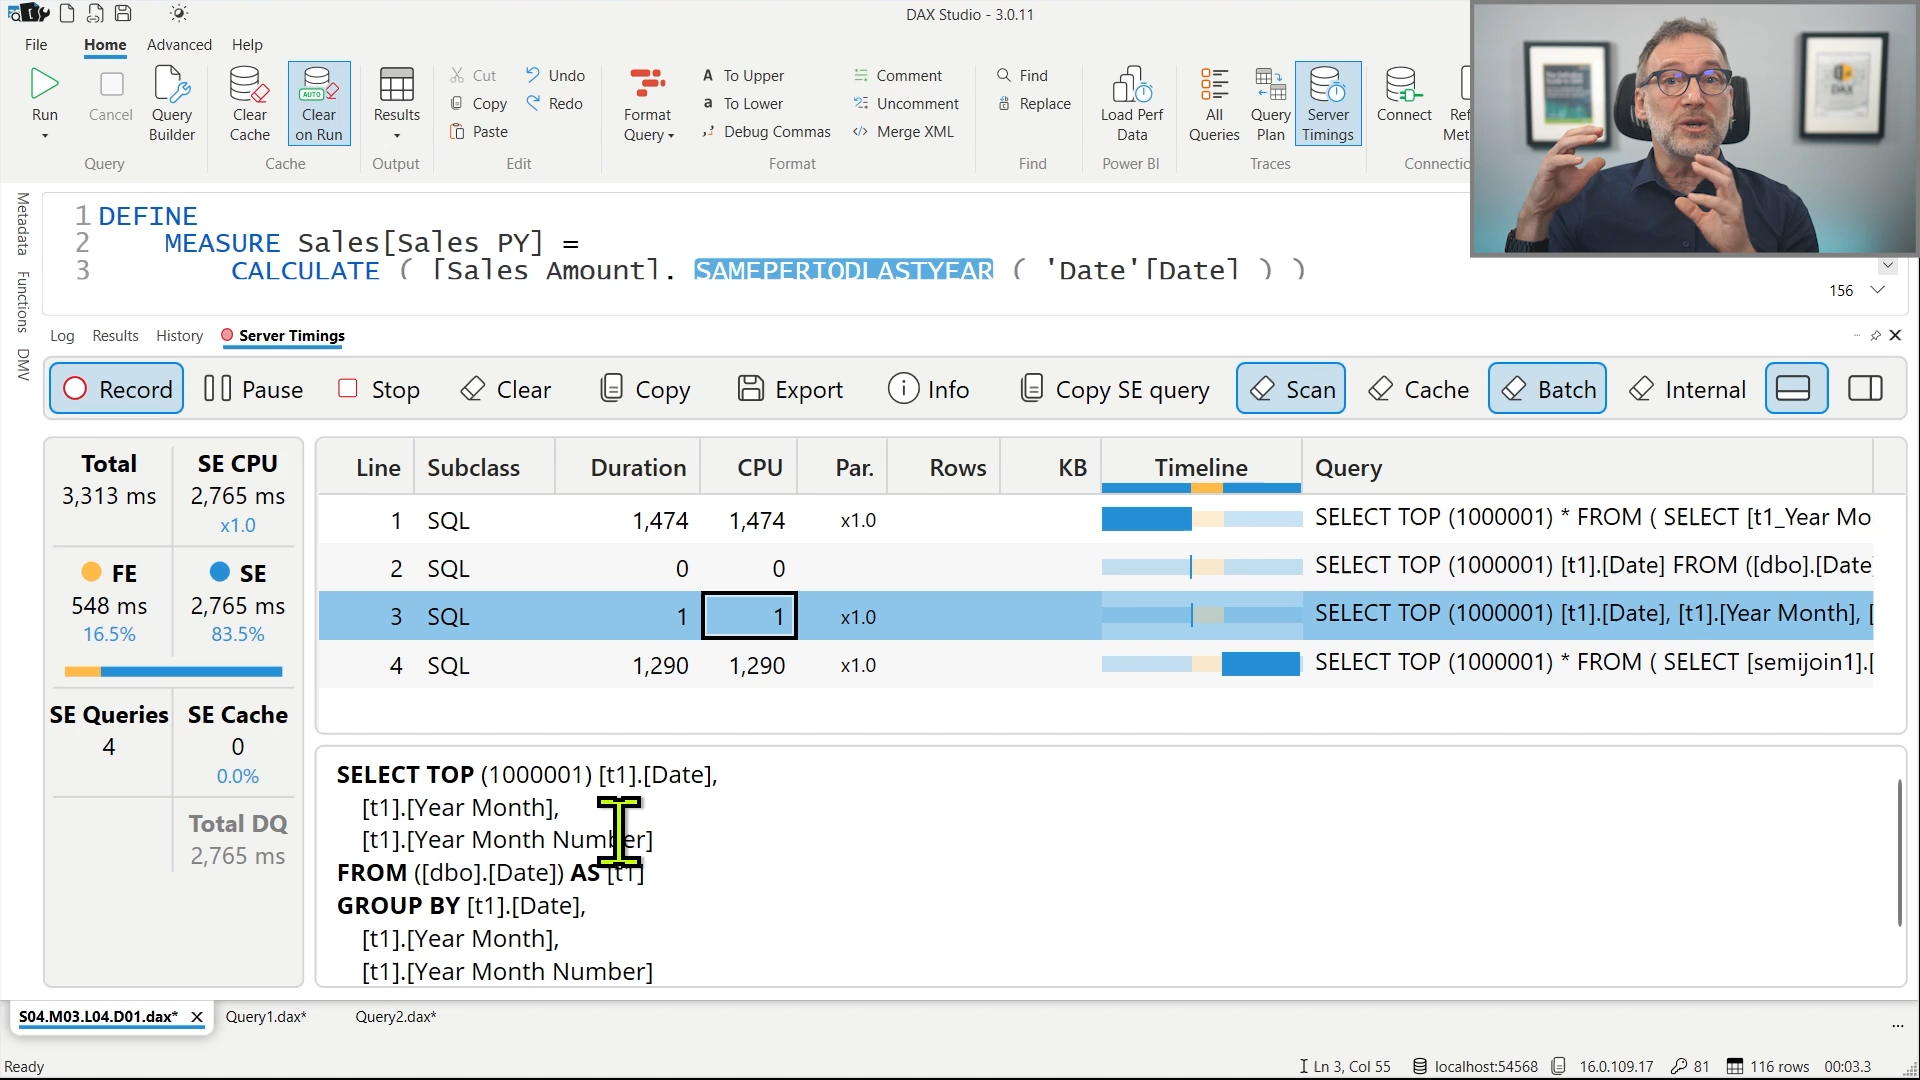 DAX Studio - 3.0.11
File Home Advanced Help
Run
Cancel
Query Builder
Clear Cache
AUTO
Clear on Run
Results
Cut
Copy
Paste
Undo
Redo
Format Query
To Upper
To Lower
Debug Commas
Comment
Uncomment
Merge XML
Find
Replace
Load Perf Data
All Queries
Query Plan
Server Timings
Connect
Query Cache Output Edit Format Find Power BI Traces
DAX
Metadata
Functions
DMV
1 DEFINE
2 MEASURE Sales[Sales PY] =
3 CALCULATE ( [Sales Amount], SAMEPERIODLASTYEAR ( 'Date'[Date] ) )
156
Log Results History Server Timings
Record Pause Stop Clear Copy Export Info Copy SE query Scan Cache Batch Internal
Total SE CPU
3,313 ms 2,765 ms
x1.0
FE SE
548 ms 2,765 ms
16.5% 83.5%
SE Queries SE Cache
4 0
0.0%
Total DQ
2,765 ms
Line Subclass Duration CPU Par. Rows KB Timeline Query
1 SQL 1,474 1,474 x1.0 SELECT TOP (1000001) * FROM ( SELECT [t1_Year Mo
2 SQL 0 0 SELECT TOP (1000001) [t1].[Date] FROM ([dbo].[Date
3 SQL 1 1 x1.0 SELECT TOP (1000001) [t1].[Date], [t1].[Year Month], [
4 SQL 1,290 1,290 x1.0 SELECT TOP (1000001) * FROM ( SELECT [semijoin1].[
SELECT TOP (1000001) [t1].[Date],
[t1].[Year Month],
[t1].[Year Month Number]
FROM ([dbo].[Date]) AS [t1]
GROUP BY [t1].[Date],
[t1].[Year Month],
[t1].[Year Month Number]
S04.M03.L04.D01.dax* Query1.dax* Query2.dax*
Ready Ln 3, Col 55 localhost:54568 16.0.109.17 81 116 rows 00:03.3